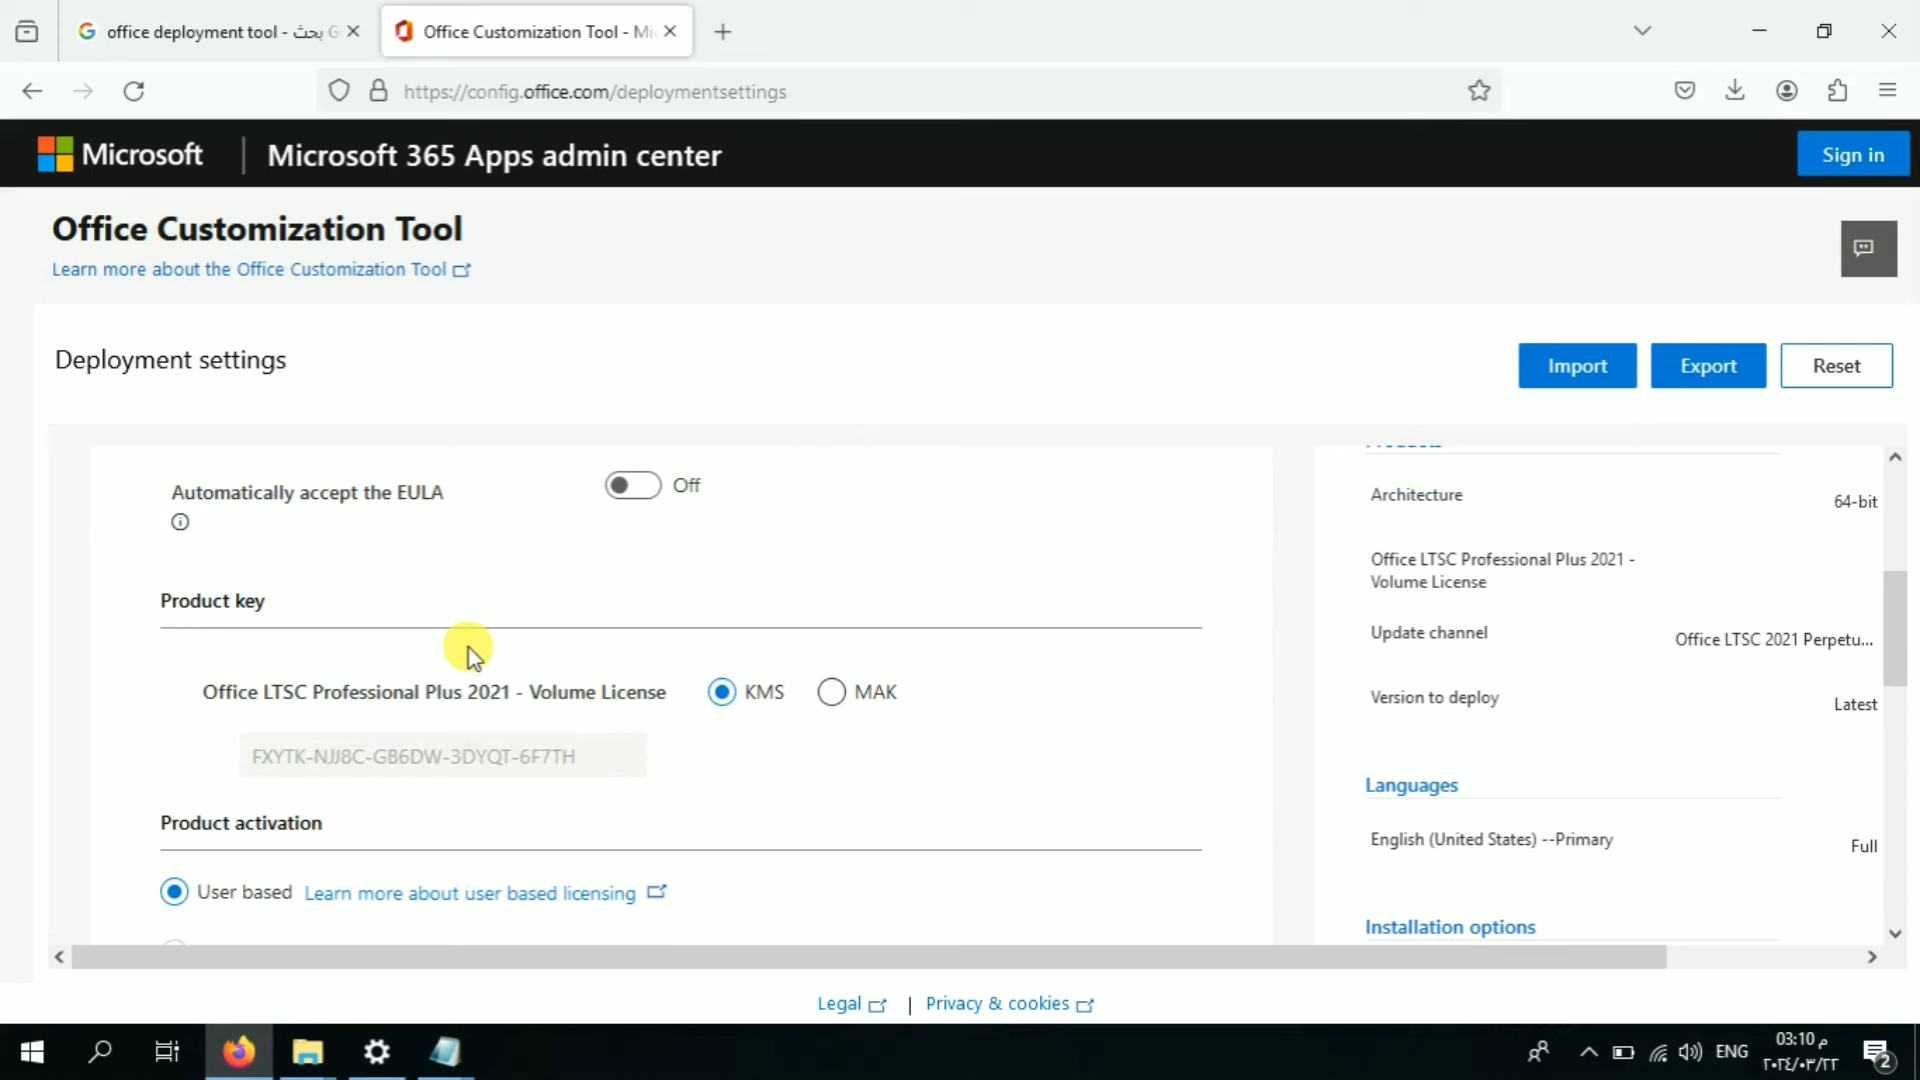 office deployment tool - بحث G
Office Customization Tool - Mi
https://config.office.com/deploymentsettings
Microsoft
Microsoft 365 Apps admin center
Sign in
Office Customization Tool
Learn more about the Office Customization Tool
Deployment settings
Import
Export
Reset
Automatically accept the EULA
Off
Product key
Office LTSC Professional Plus 2021 - Volume License
KMS
MAK
FXYTK-NJJ8C-GB6DW-3DYQT-6F7TH
Product activation
User based
Learn more about user based licensing
Products
Architecture
64-bit
Office LTSC Professional Plus 2021 -
Volume License
Update channel
Office LTSC 2021 Perpetu...
Version to deploy
Latest
Languages
English (United States) --Primary
Full
Installation options
Legal
|
Privacy & cookies
ENG
03:10 م
٢٠٢٤/٠٣/٢٢
2